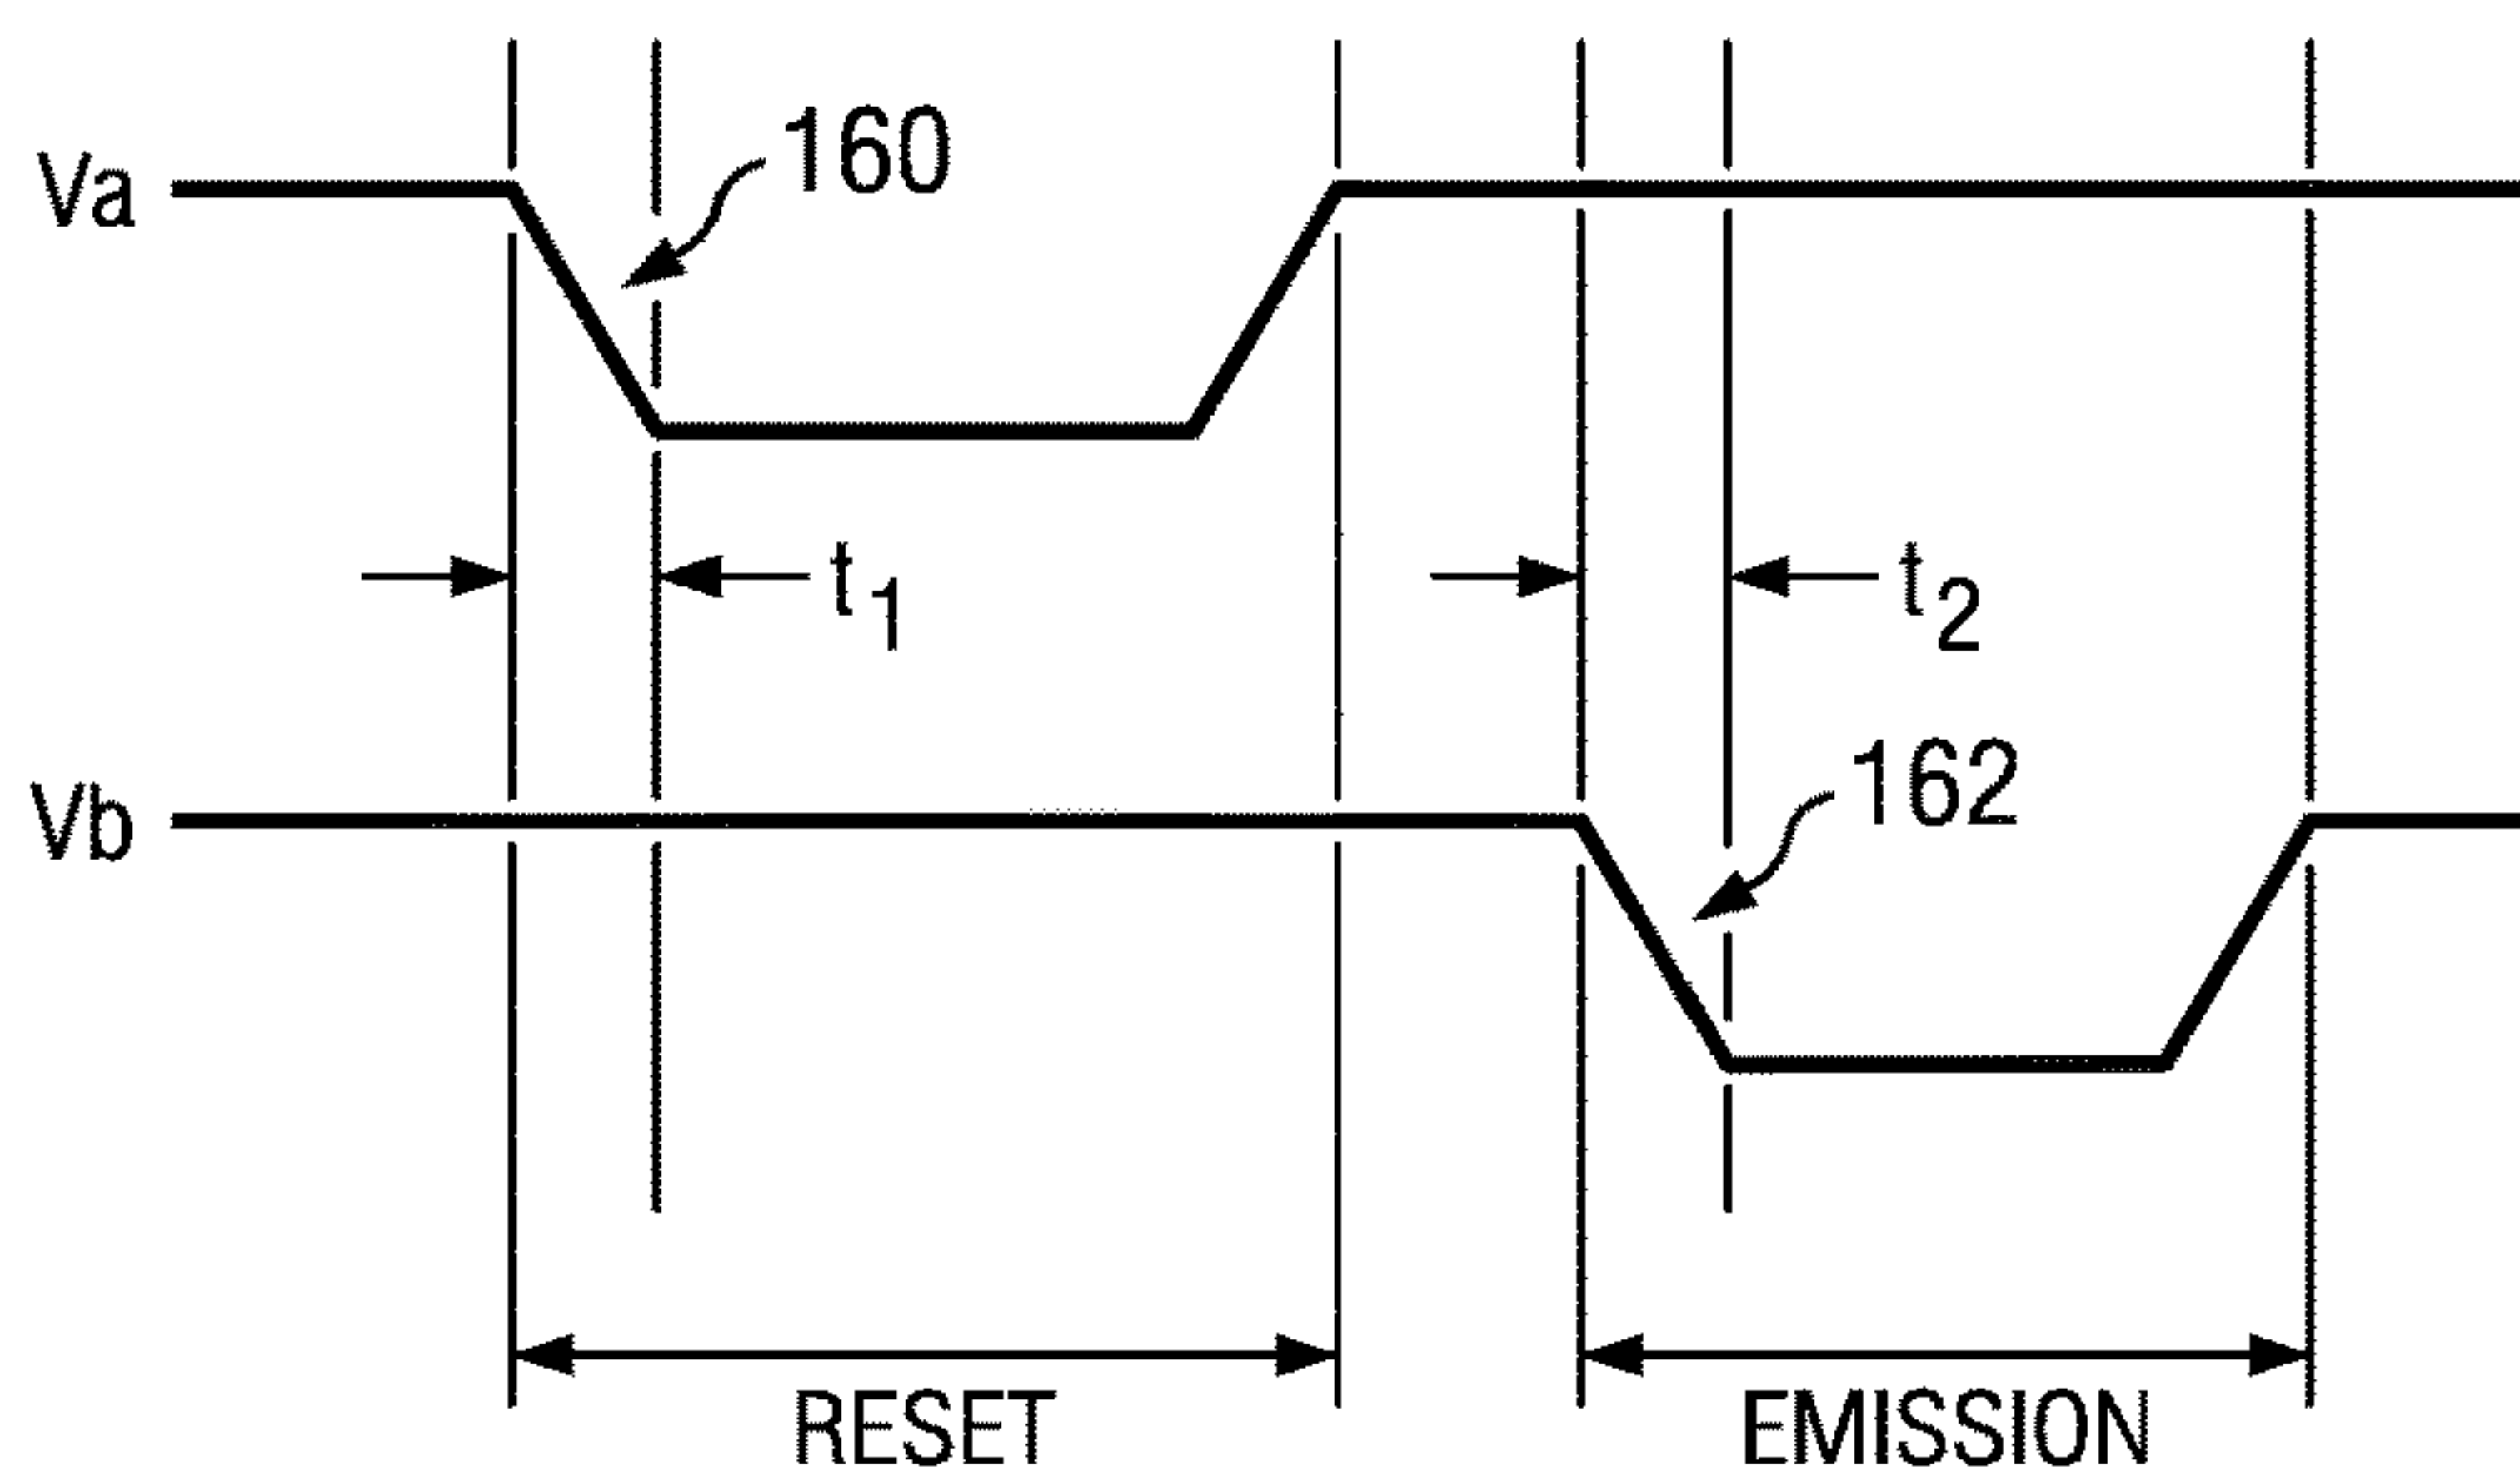 160
Va
t1
t2
162
Vb
RESET
EMISSION